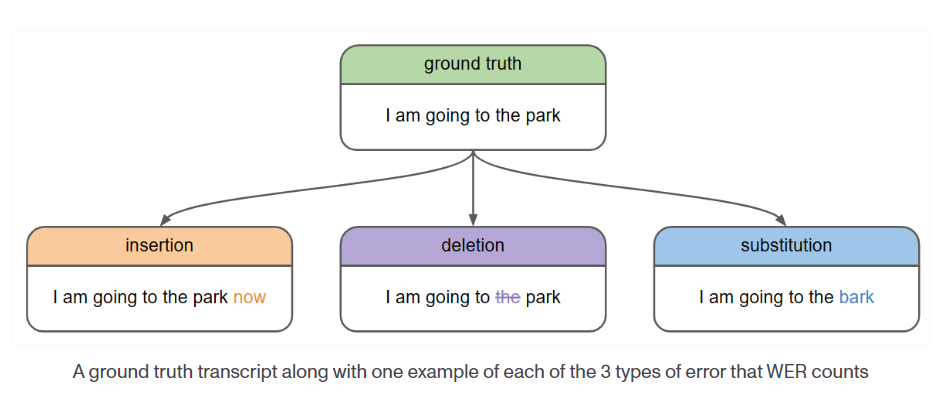 ground truth
I am going to the park
insertion
deletion
substitution
I am going to the park now
I am going to the park
I am going to the bark
A ground truth transcript along with one example of each of the 3 types of error that WER counts